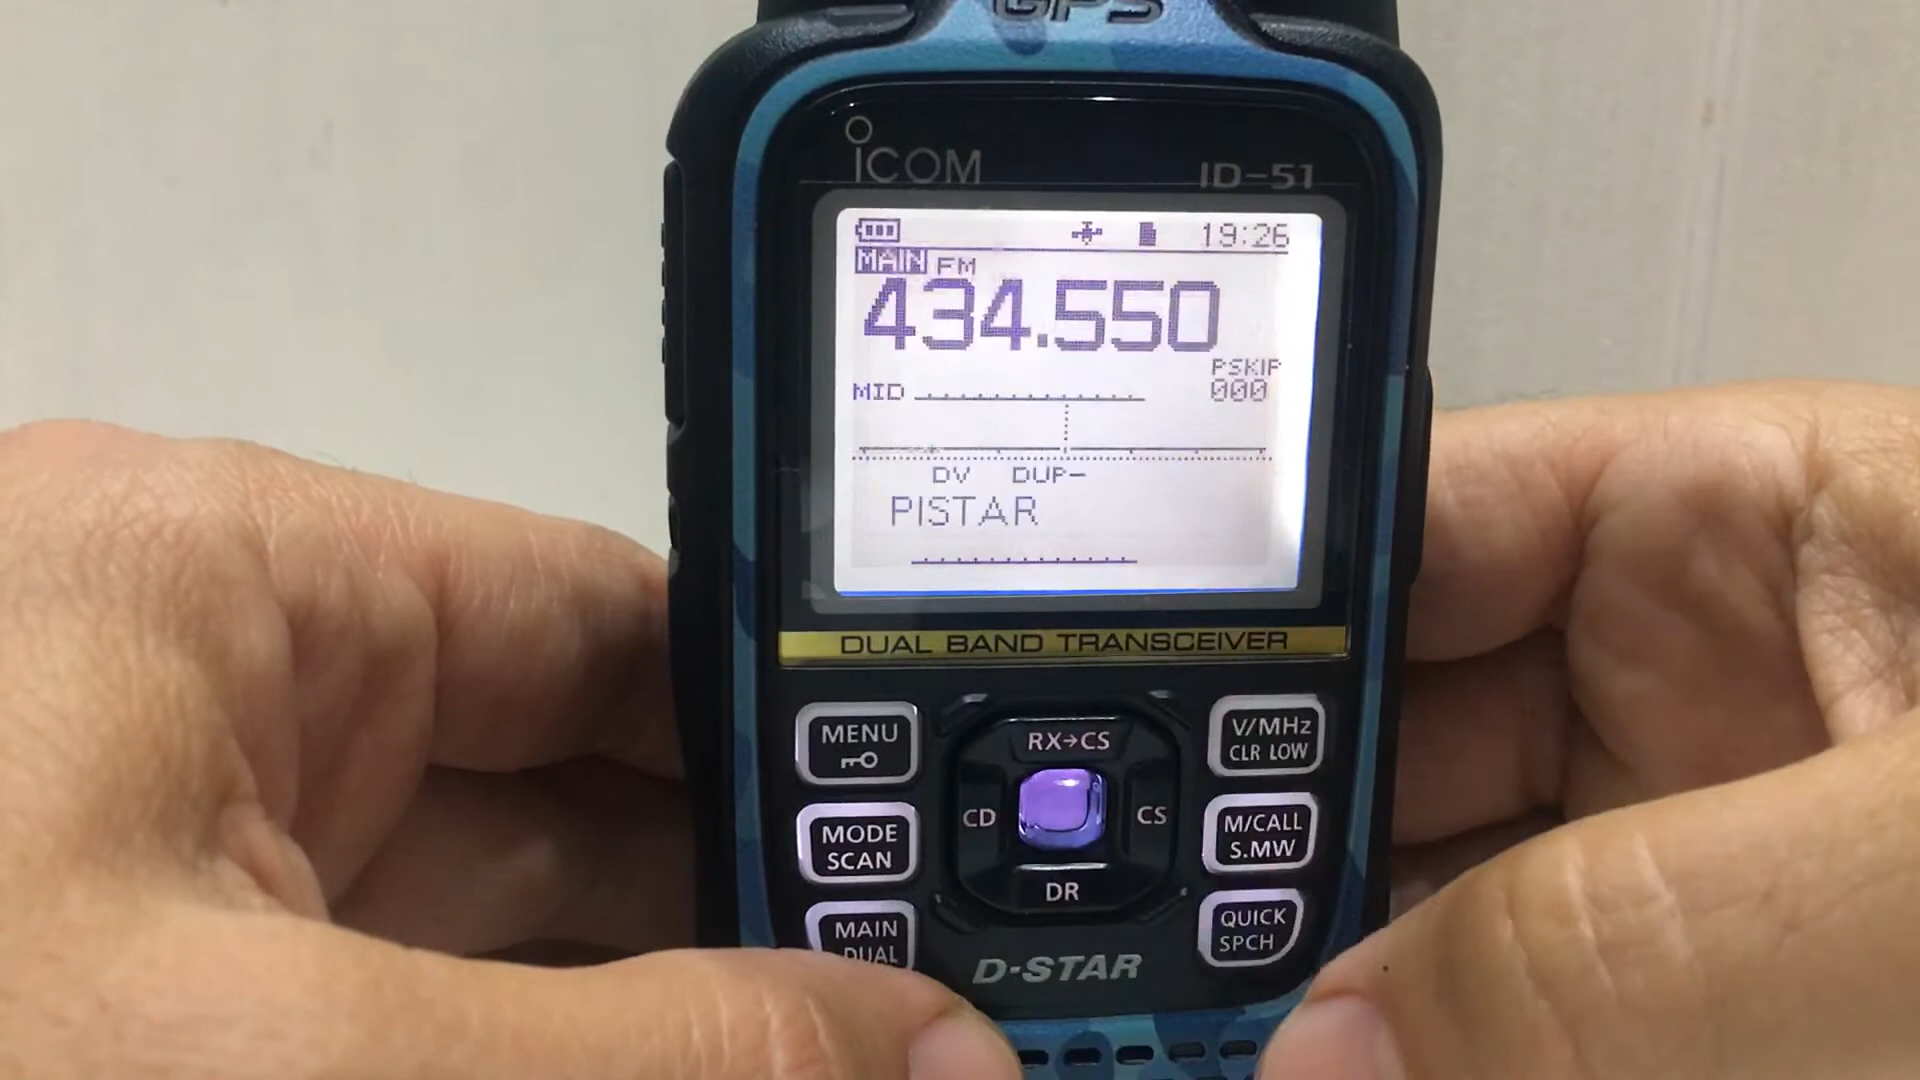 GPS
ICOM
ID-51
19:26
MAIN FM
434.550
PSKIP
MID
000
DV DUP-
PISTAR
DUAL BAND TRANSCEIVER
MENU
RX→CS
V/MHz
CLR LOW
MODE
SCAN
CD
CS
M/CALL
S.MW
MAIN
DUAL
DR
QUICK
SPCH
D-STAR